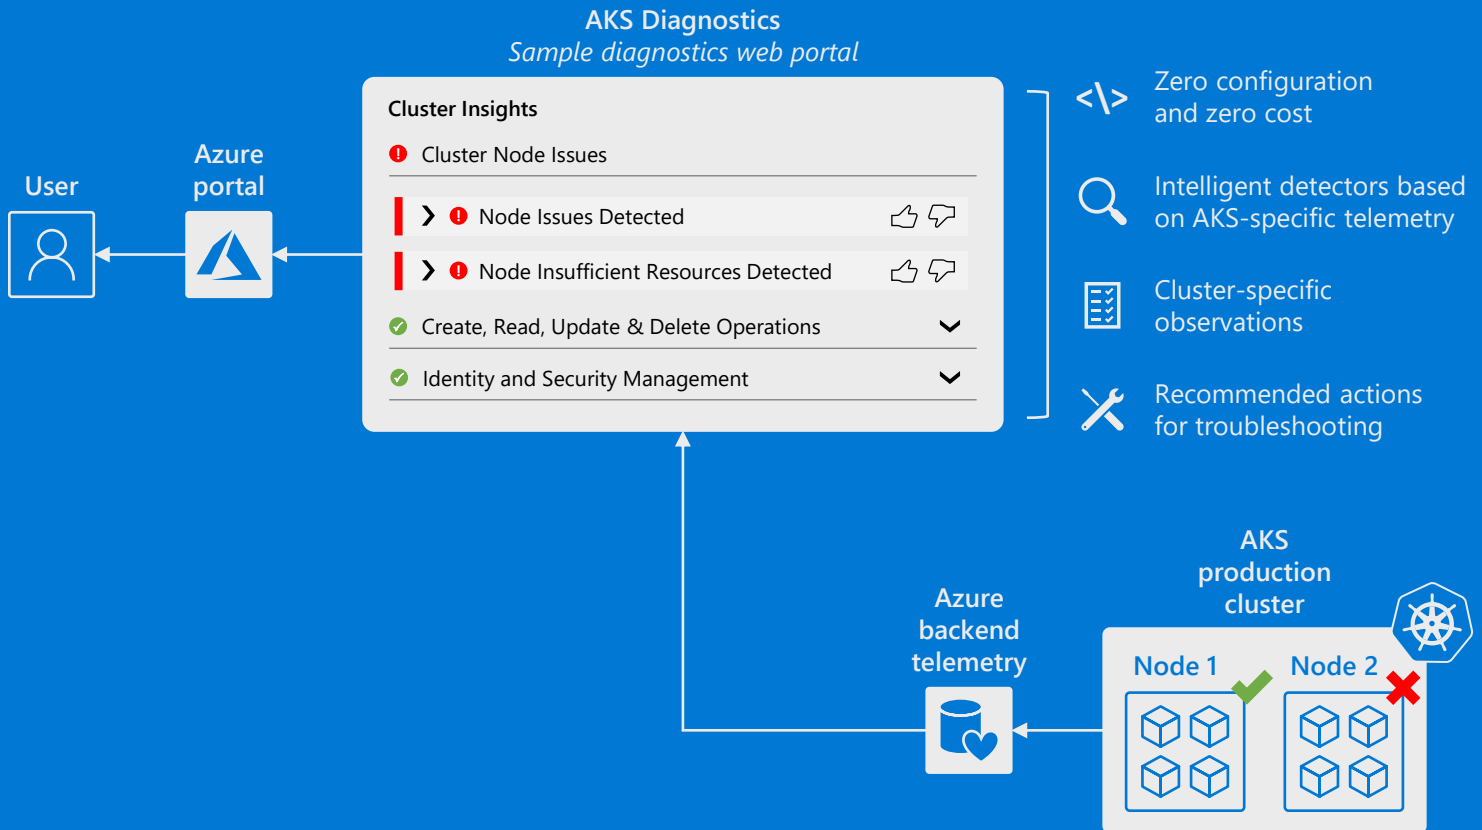 AKS Diagnostics
Sample diagnostics web portal
Cluster Insights
Cluster Node Issues
Node Issues Detected
Node Insufficient Resources Detected
Create, Read, Update & Delete Operations
Identity and Security Management
User
Azure
portal
</>
Zero configuration
and zero cost
Intelligent detectors based
on AKS-specific telemetry
Cluster-specific
observations
Recommended actions
for troubleshooting
Azure
backend
telemetry
AKS
production
cluster
Node 1
Node 2